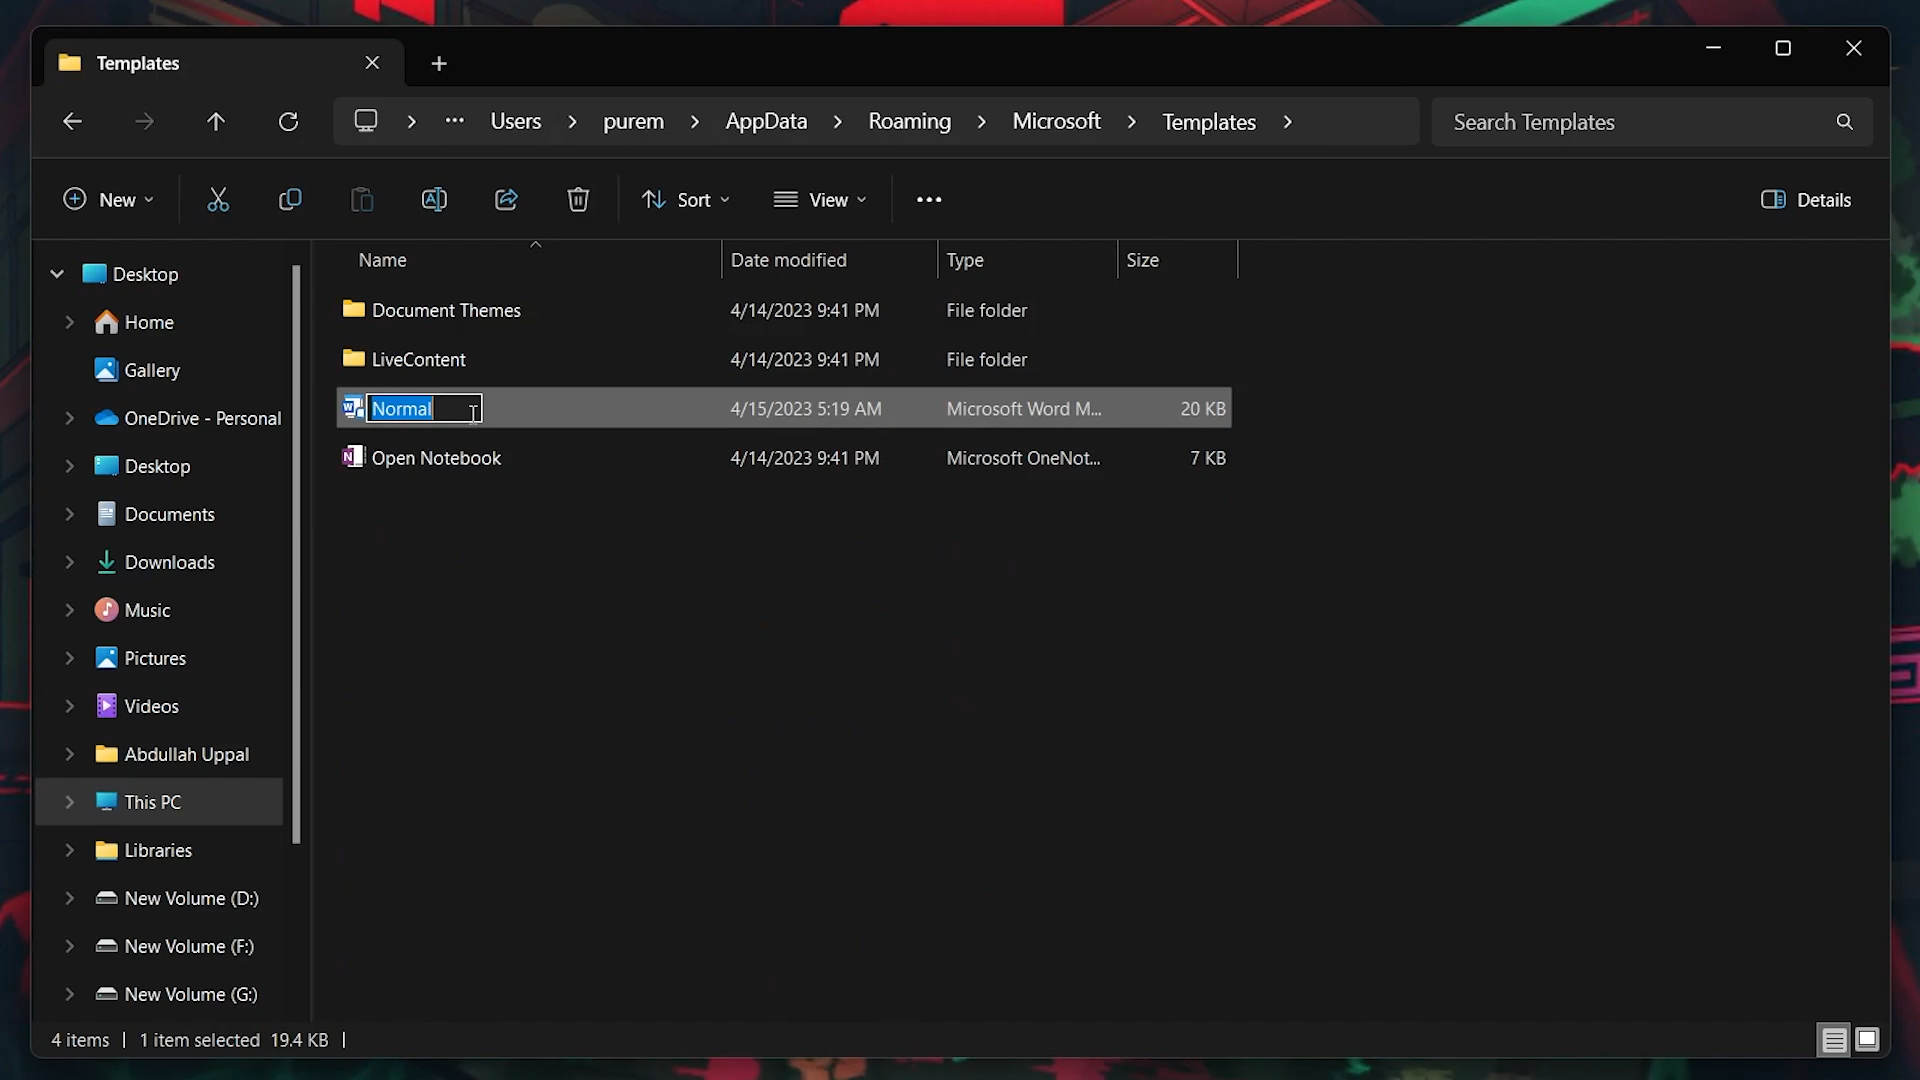 Templates
Users
purem
AppData
Roaming
Microsoft
Templates
Search Templates
New
Sort
View
Details
Name
Date modified
Type
Size
Document Themes 4/14/2023 9:41 PM File folder
LiveContent 4/14/2023 9:41 PM File folder
Normal 4/15/2023 5:19 AM Microsoft Word M... 20 KB
Open Notebook 4/14/2023 9:41 PM Microsoft OneNot... 7 KB
Desktop
Home
Gallery
OneDrive - Personal
Desktop
Documents
Downloads
Music
Pictures
Videos
Abdullah Uppal
This PC
Libraries
New Volume (D:)
New Volume (F:)
New Volume (G:)
4 items
1 item selected 19.4 KB